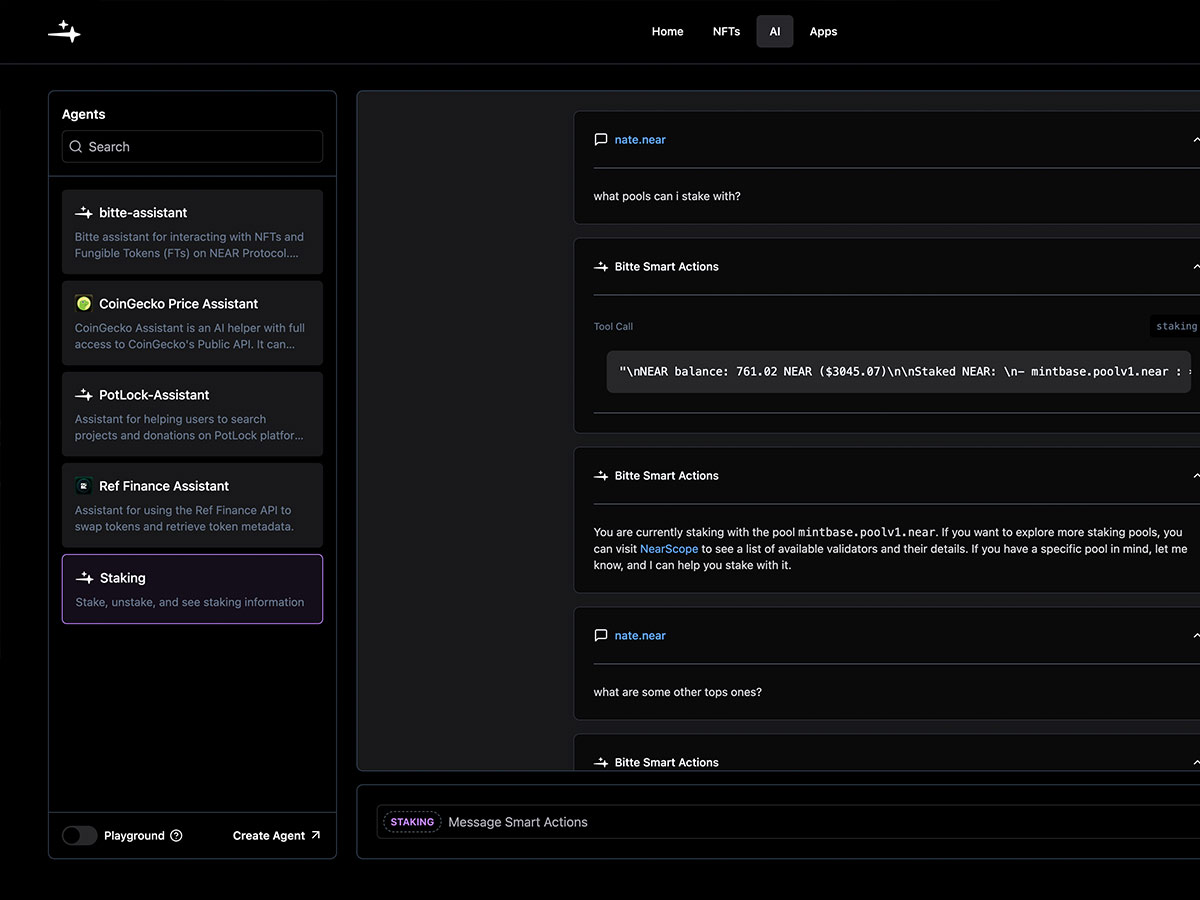 Home
NFTs
AI
Apps
Agents
Search
bitte-assistant
Bitte assistant for interacting with NFTs and
Fungible Tokens (FTs) on NEAR Protocol....
CoinGecko Price Assistant
CoinGecko Assistant is an AI helper with full
access to CoinGecko's Public API. It can...
PotLock-Assistant
Assistant for helping users to search
projects and donations on PotLock platfor...
Ref Finance Assistant
Assistant for using the Ref Finance API to
swap tokens and retrieve token metadata.
Staking
Stake, unstake, and see staking information
Playground
Create Agent
nate.near
what pools can i stake with?
Bitte Smart Actions
Tool Call
staking
"\nNEAR balance: 761.02 NEAR ($3045.07)\n\nStaked NEAR: \n– mintbase.poolv1.near :
Bitte Smart Actions
You are currently staking with the pool mintbase.poolv1.near. If you want to explore more staking pools, you
can visit NearScope to see a list of available validators and their details. If you have a specific pool in mind, let me
know, and I can help you stake with it.
nate.near
what are some other tops ones?
Bitte Smart Actions
STAKING
Message Smart Actions